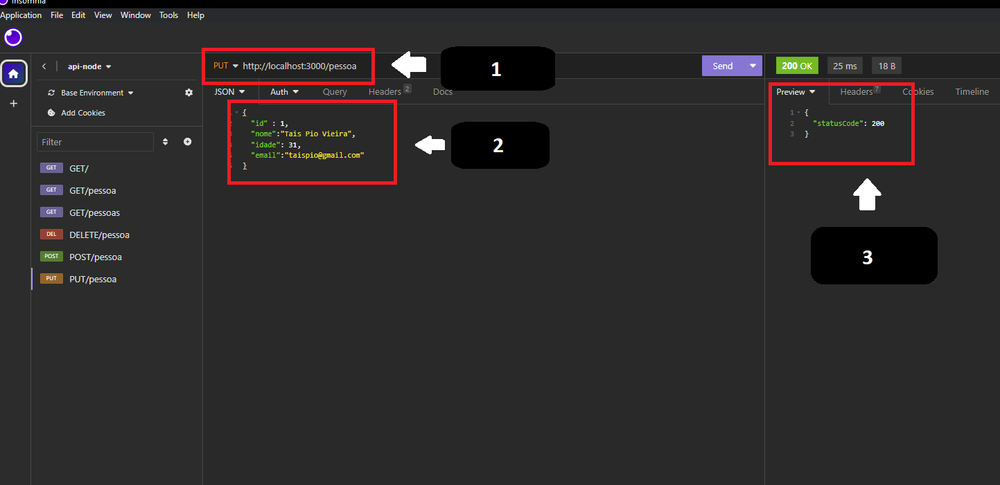 Insomnia
Application File Edit View Window Tools Help
api-node
Base Environment
Add Cookies
Filter
GET GET/
GET GET/pessoa
GET GET/pessoas
DEL DELETE/pessoa
POST POST/pessoa
PUT PUT/pessoa
PUT http://localhost:3000/pessoa
1
Send
JSON Auth Query Headers 2 Docs
{
"id" : 1,
"nome":"Tais Pio Vieira",
"idade": 31,
"email":"taispio@gmail.com"
}
2
200 OK 25 ms 18 B
Preview Headers 7 Cookies Timeline
1 {
2 "statusCode": 200
3 }
3